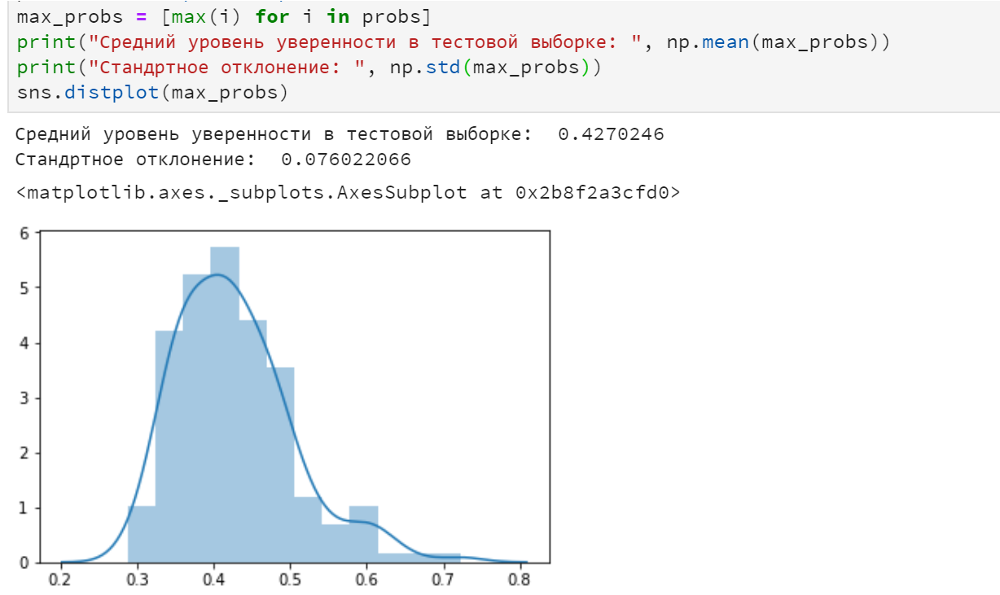 max_probs = [max(i) for i in probs]
print("Средний уровень уверенности в тестовой выборке: ", np.mean(max_probs))
print("Стандртное отклонение: ", np.std(max_probs))
sns.distplot(max_probs)
Средний уровень уверенности в тестовой выборке:  0.4270246
Стандртное отклонение:  0.076022066
<matplotlib.axes._subplots.AxesSubplot at 0x2b8f2a3cfd0>
6
5
4
3
2
1
0
0.2 0.3 0.4 0.5 0.6 0.7 0.8